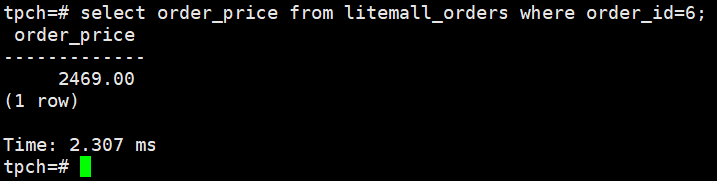 tpch=# select order_price from litemall_orders where order_id=6;
 order_price
-------------
     2469.00
(1 row)

Time: 2.307 ms
tpch=#